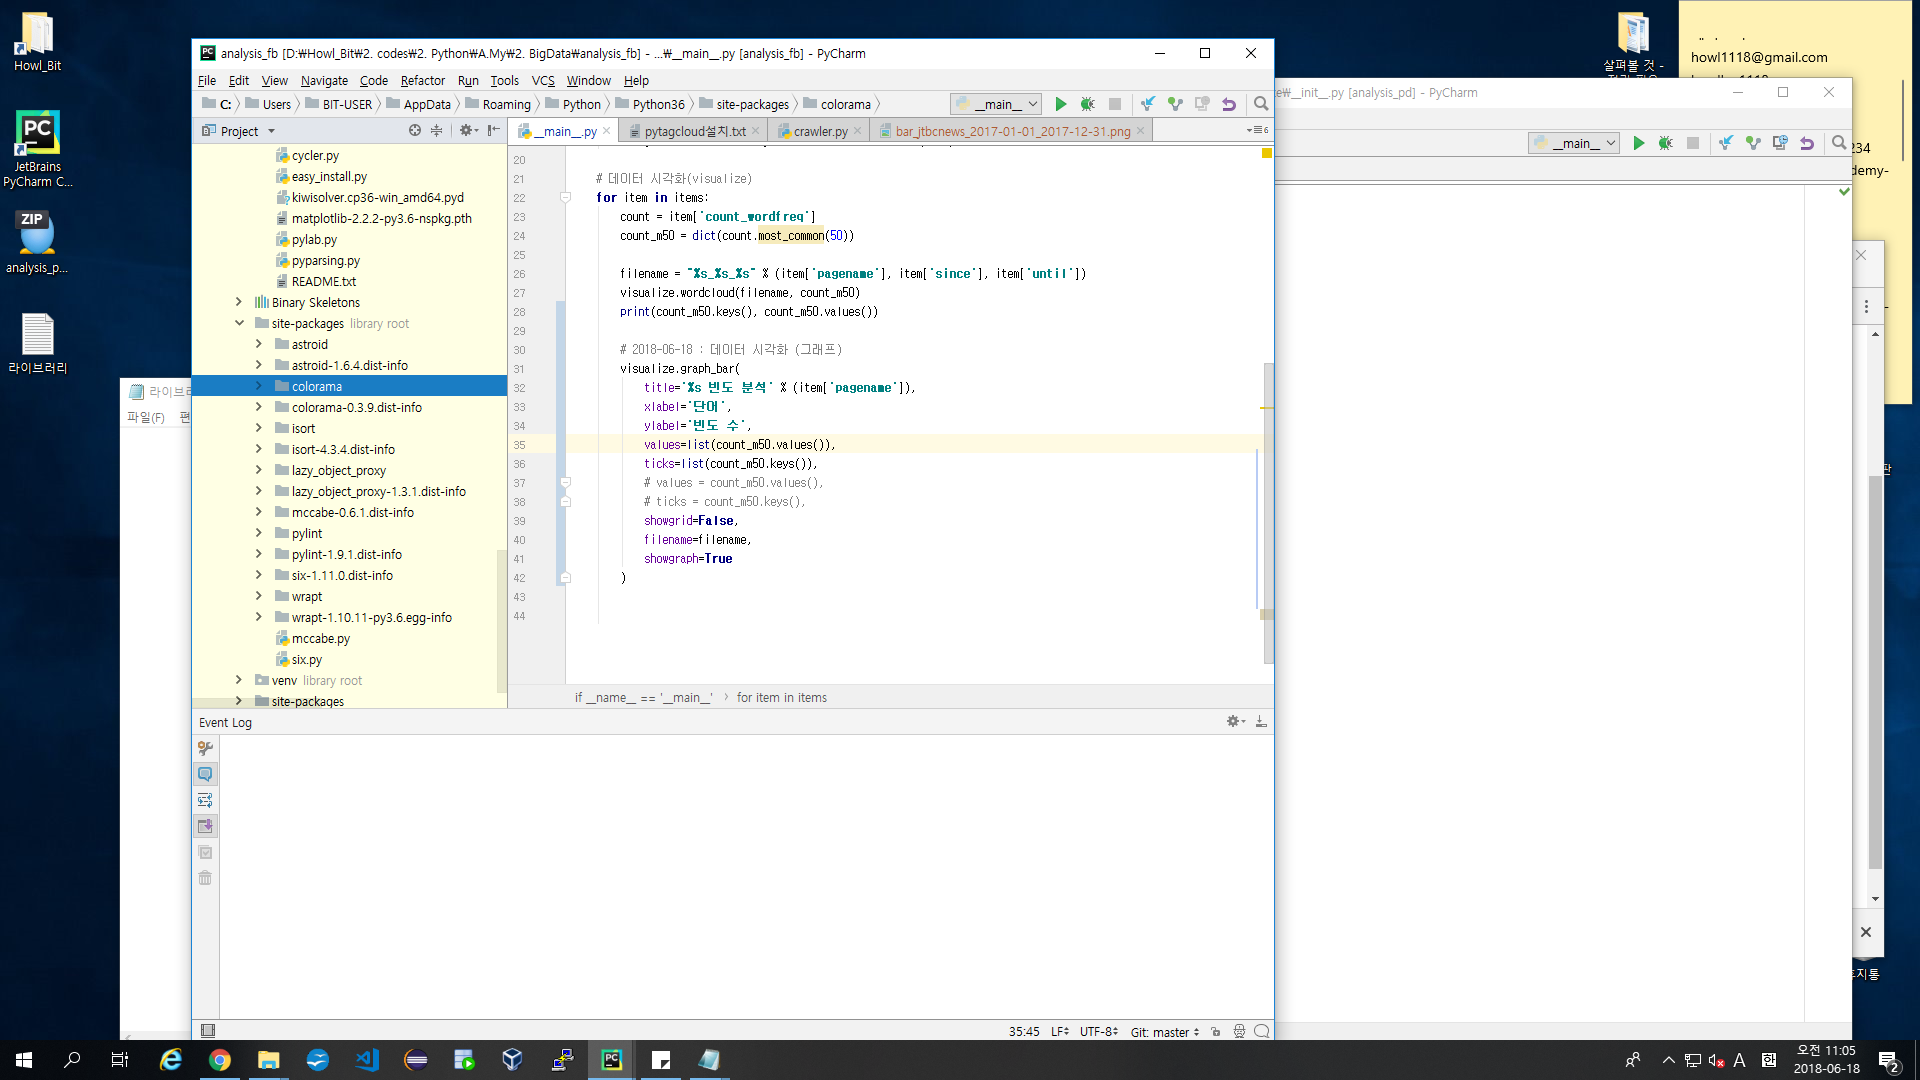 Howl_Bit
JetBrains
PyCharm C...
ZIP
analysis_p...
라이브러리
살펴볼 것 -
howl1118@gmail.com
analysis_fb [D:₩Howl_Bit₩2. codes₩2. Python₩A.My₩2. BigData₩analysis_fb] - ...₩__main__.py [analysis_fb] - PyCharm
File Edit View Navigate Code Refactor Run Tools VCS Window Help
C: Users BIT-USER AppData Roaming Python Python36 site-packages colorama __main__
Project
__main__.py pytagcloud설치.txt crawler.py bar_jtbcnews_2017-01-01_2017-12-31.png 6
cycler.py
easy_install.py
kiwisolver.cp36-win_amd64.pyd
matplotlib-2.2.2-py3.6-nspkg.pth
pylab.py
pyparsing.py
README.txt
Binary Skeletons
site-packages library root
astroid
astroid-1.6.4.dist-info
colorama
colorama-0.3.9.dist-info
isort
isort-4.3.4.dist-info
lazy_object_proxy
lazy_object_proxy-1.3.1.dist-info
mccabe-0.6.1.dist-info
pylint
pylint-1.9.1.dist-info
six-1.11.0.dist-info
wrapt
wrapt-1.10.11-py3.6.egg-info
mccabe.py
six.py
venv library root
site-packages
20
21 # 데이터 시각화(visualize)
22 for item in items:
23 count = item['count_wordfreq']
24 count_m50 = dict(count.most_common(50))
25
26 filename = "%s_%s_%s" % (item['pagename'], item['since'], item['until'])
27 visualize.wordcloud(filename, count_m50)
28 print(count_m50.keys(), count_m50.values())
29
30 # 2018-06-18 : 데이터 시각화 (그래프)
31 visualize.graph_bar(
32 title='%s 빈도 분석' % (item['pagename']),
33 xlabel='단어',
34 ylabel='빈도 수',
35 values=list(count_m50.values()),
36 ticks=list(count_m50.keys()),
37 # values = count_m50.values(),
38 # ticks = count_m50.keys(),
39 showgrid=False,
40 filename=filename,
41 showgraph=True
42 )
43
44
if __name__ == '__main__' for item in items
Event Log
35:45 LF UTF-8 Git: master
e₩__init__.py [analysis_pd] - PyCharm
__main__
234
demy-
라이브러
파일(F) 편
판
휴지통
A 한 오전 11:05
2018-06-18
2